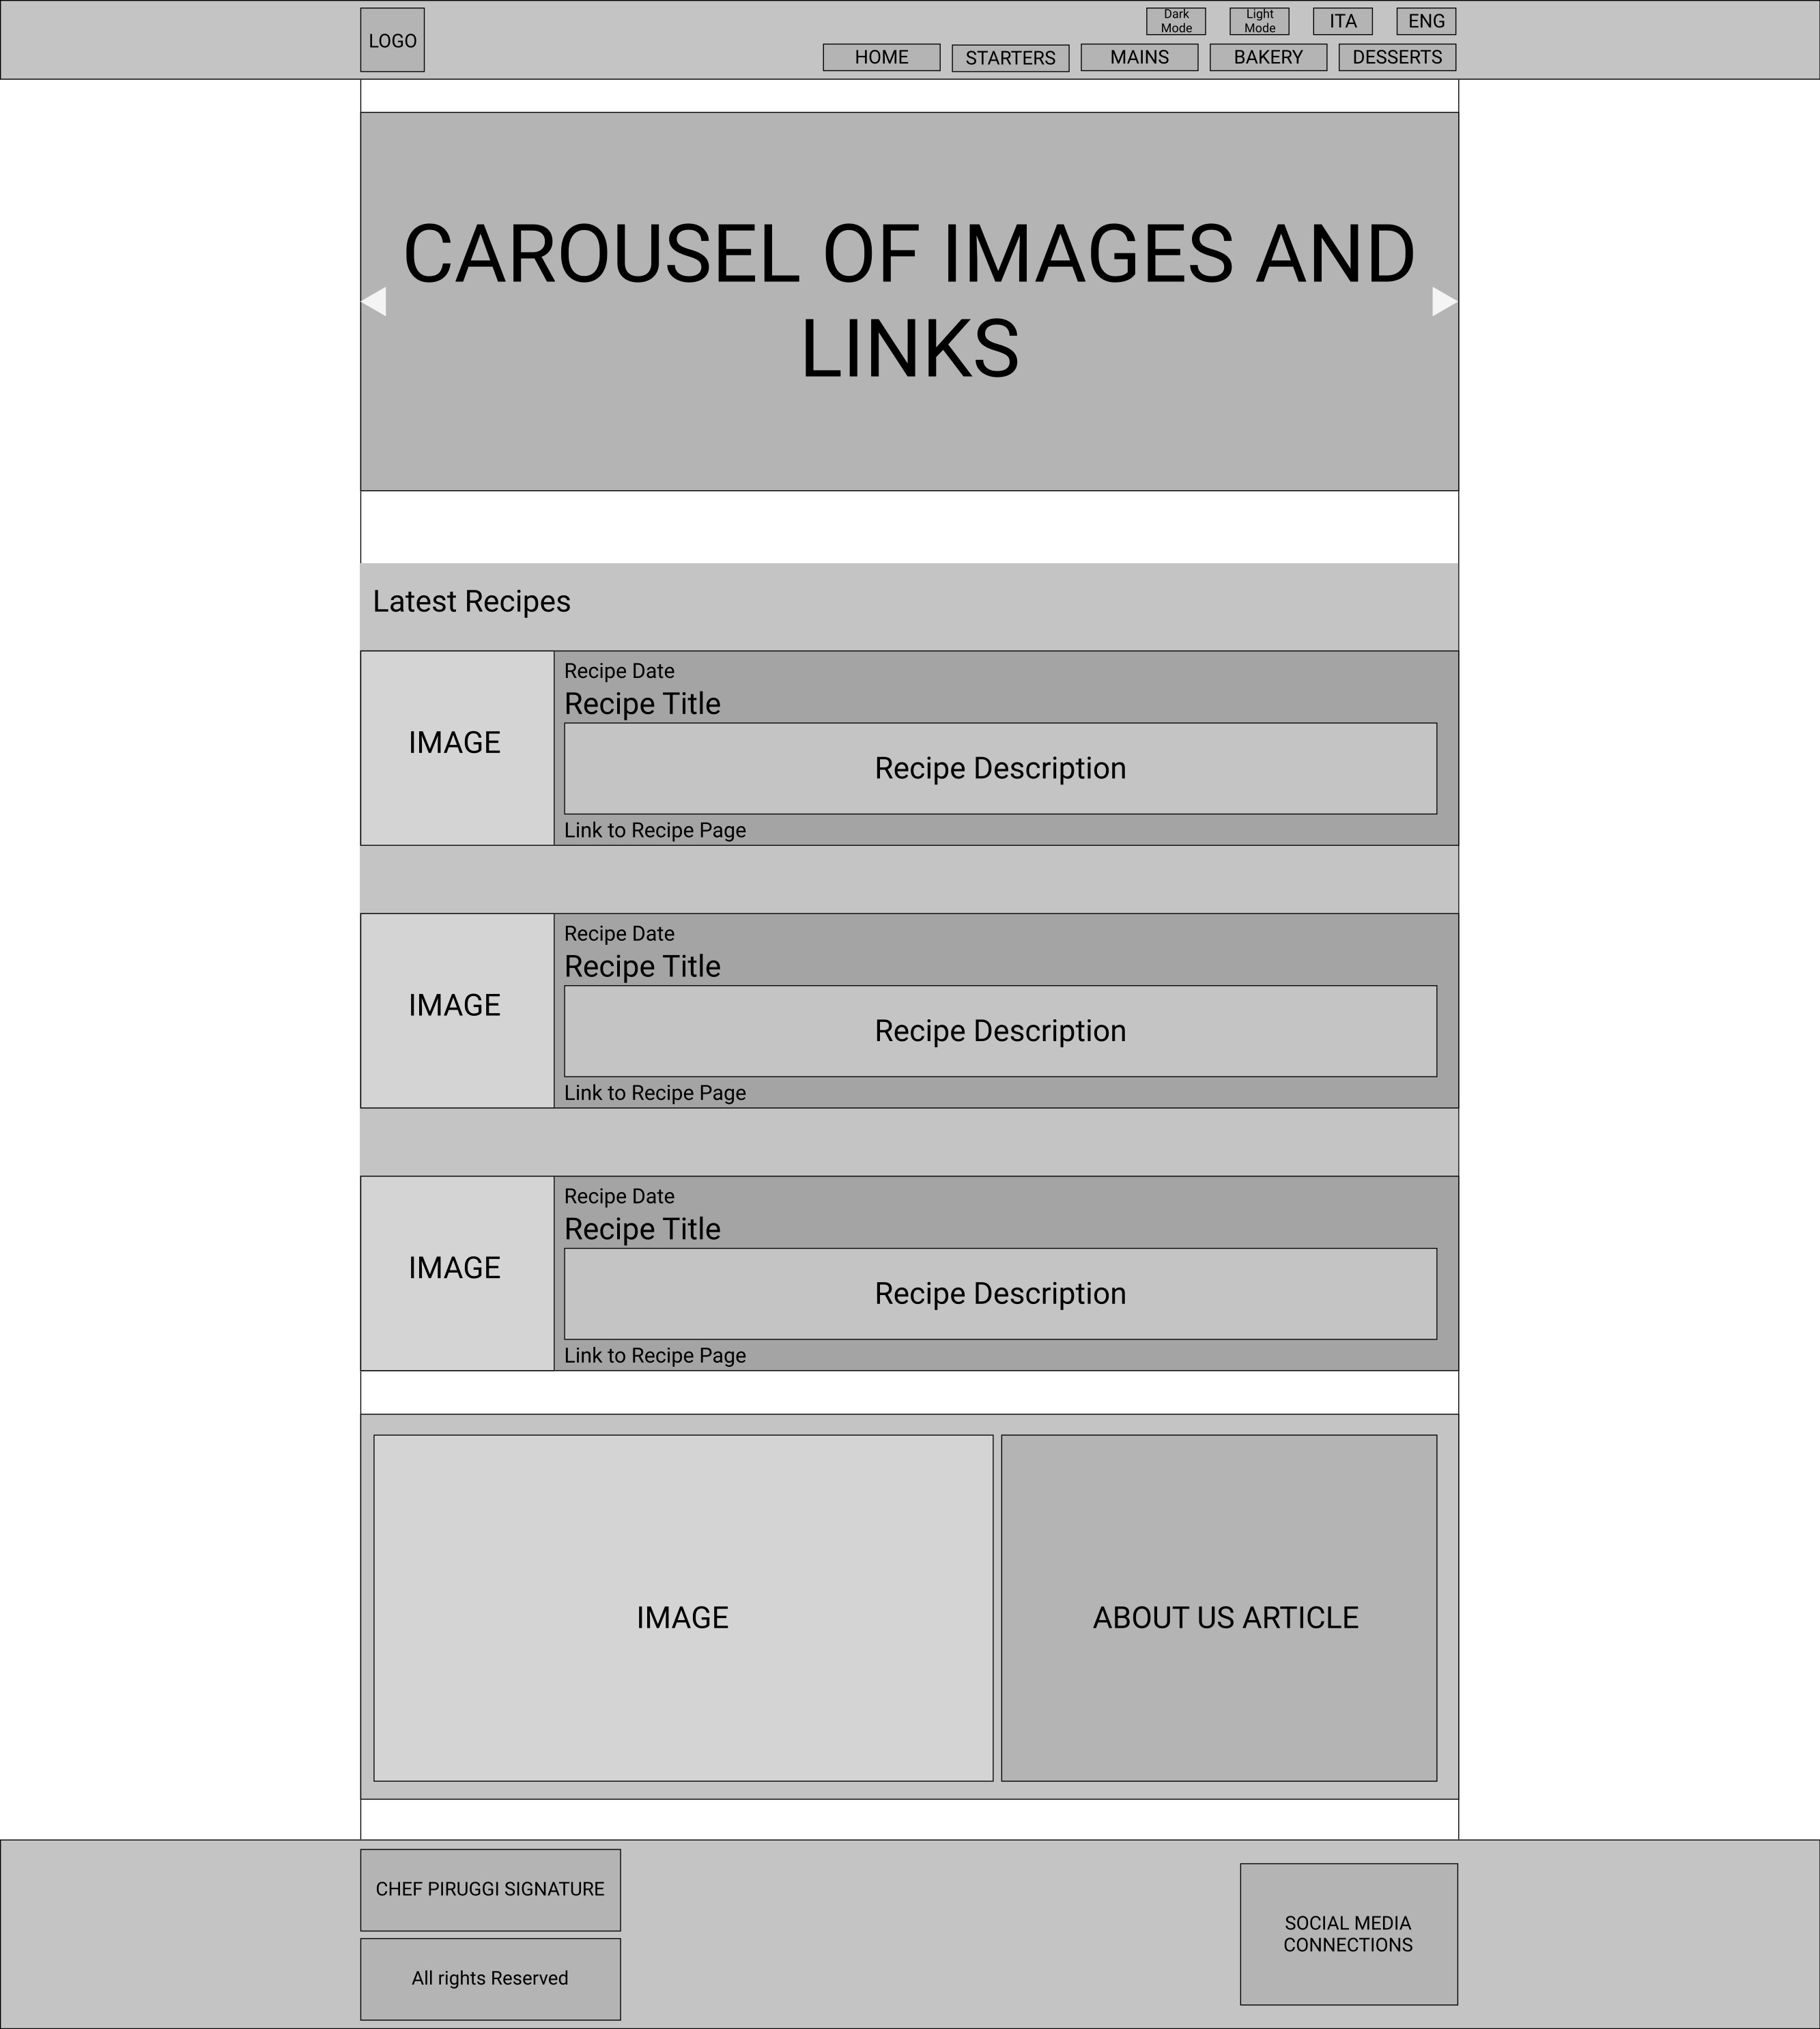 LOGO
Dark
Mode
Light
Mode
ITA
ENG
HOME
STARTERS
MAINS
BAKERY
DESSERTS
CAROUSEL OF IMAGES AND
LINKS
Latest Recipes
IMAGE
Recipe Date
Recipe Title
Recipe Description
Link to Recipe Page
IMAGE
Recipe Date
Recipe Title
Recipe Description
Link to Recipe Page
IMAGE
Recipe Date
Recipe Title
Recipe Description
Link to Recipe Page
IMAGE
ABOUT US ARTICLE
CHEF PIRUGGI SIGNATURE
All rights Reserved
SOCIAL MEDIA
CONNECTIONS